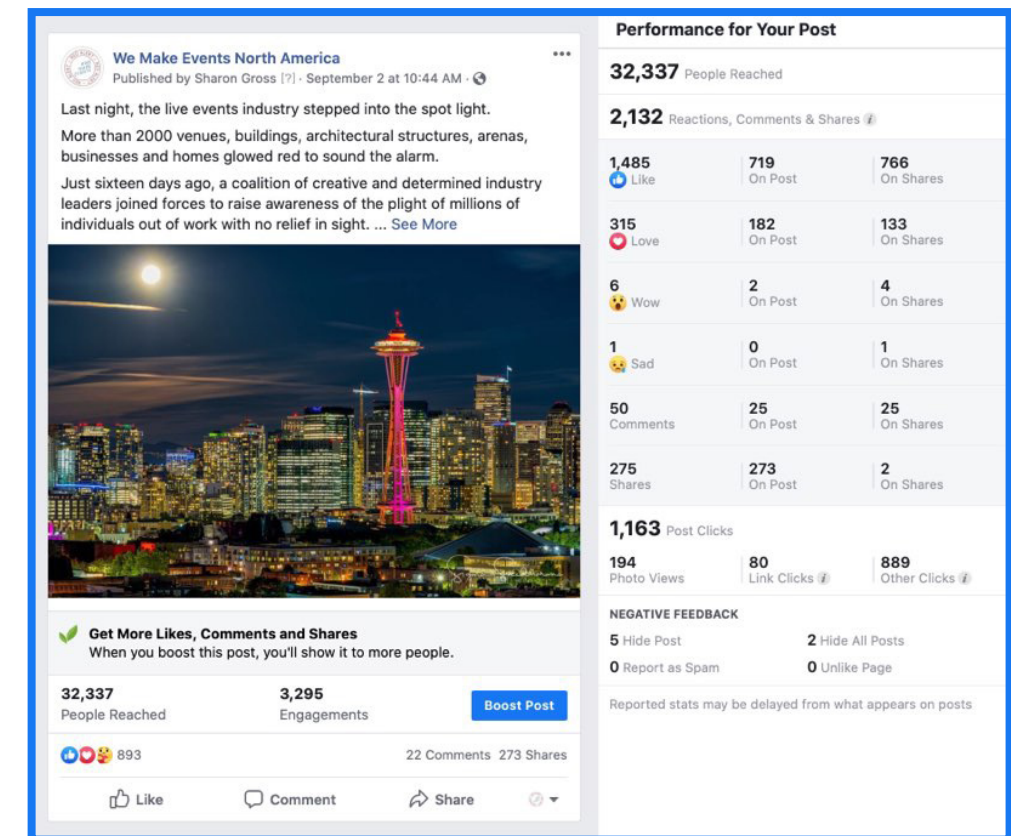 We Make Events North America
Published by Sharon Gross [?] · September 2 at 10:44 AM ·
Last night, the live events industry stepped into the spot light.
More than 2000 venues, buildings, architectural structures, arenas,
businesses and homes glowed red to sound the alarm.
Just sixteen days ago, a coalition of creative and determined industry
leaders joined forces to raise awareness of the plight of millions of
individuals out of work with no relief in sight. ... See More
Get More Likes, Comments and Shares
When you boost this post, you'll show it to more people.
32,337 3,295 Boost Post
People Reached Engagements
893 22 Comments 273 Shares
Like Comment Share
Performance for Your Post
32,337 People Reached
2,132 Reactions, Comments & Shares i
1,485 719 766
Like On Post On Shares
315 182 133
Love On Post On Shares
6 2 4
Wow On Post On Shares
1 0 1
Sad On Post On Shares
50 25 25
Comments On Post On Shares
275 273 2
Shares On Post On Shares
1,163 Post Clicks
194 80 889
Photo Views Link Clicks i Other Clicks i
NEGATIVE FEEDBACK
5 Hide Post 2 Hide All Posts
0 Report as Spam 0 Unlike Page
Reported stats may be delayed from what appears on posts